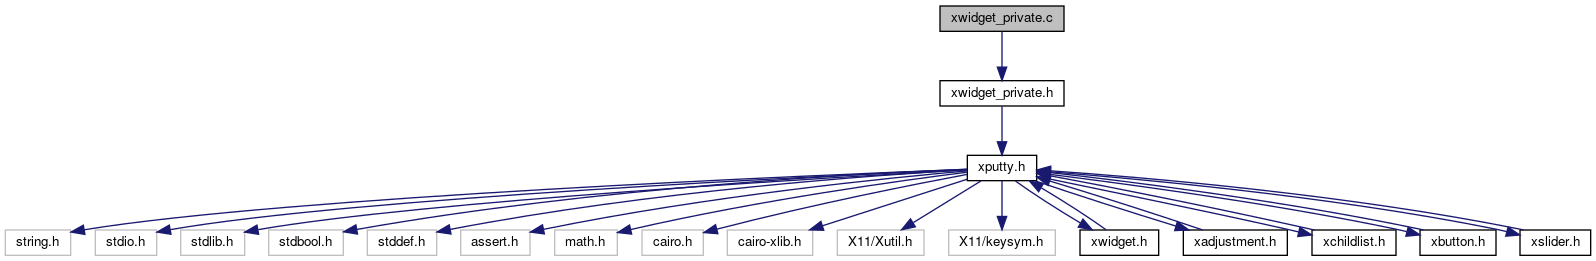 xwidget_private.c
xwidget_private.h
xputty.h
string.h
stdio.h
stdlib.h
stdbool.h
stddef.h
assert.h
math.h
cairo.h
cairo-xlib.h
X11/Xutil.h
X11/keysym.h
xwidget.h
xadjustment.h
xchildlist.h
xbutton.h
xslider.h